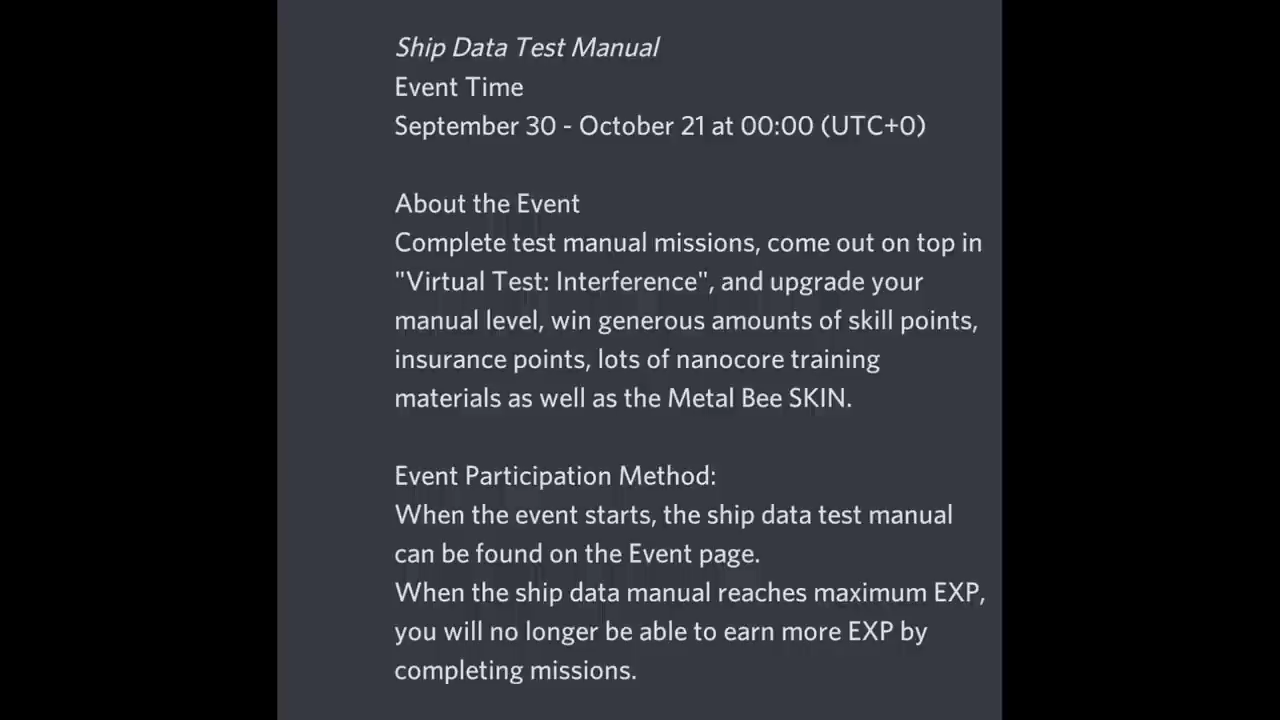 Ship Data Test Manual
Event Time
September 30 - October 21 at 00:00 (UTC+0)
About the Event
Complete test manual missions, come out on top in
"Virtual Test: Interference", and upgrade your
manual level, win generous amounts of skill points,
insurance points, lots of nanocore training
materials as well as the Metal Bee SKIN.
Event Participation Method:
When the event starts, the ship data test manual
can be found on the Event page.
When the ship data manual reaches maximum EXP,
you will no longer be able to earn more EXP by
completing missions.